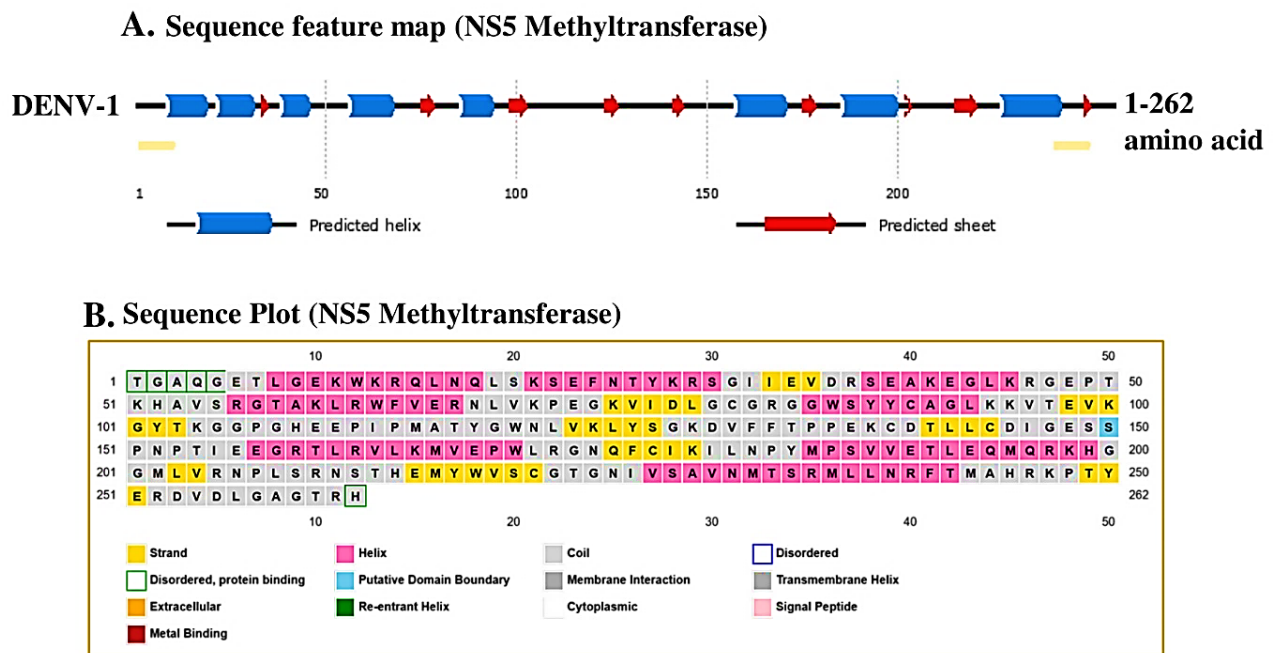 A. Sequence feature map (NS5 Methyltransferase)
DENV-1
1-262
amino acid
1 50 100 150 200
Predicted helix Predicted sheet
B. Sequence Plot (NS5 Methyltransferase)
10 20 30 40 50
1 T G A Q G E T L G E K W K R Q L N Q L S K S E F N T Y K R S G I I E V D R S E A K E G L K R G E P T 50
51 K H A V S R G T A K L R W F V E R N L V K P E G K V I D L G C G R G G W S Y Y C A G L K K V T E V K 100
101 G Y T K G G P G H E E P I P M A T Y G W N L V K L Y S G K D V F F T P P E K C D T L L C D I G E S S 150
151 P N P T I E E G R T L R V L K M V E P W L R G N Q F C I K I L N P Y M P S V V E T L E Q M Q R K H G 200
201 G M L V R N P L S R N S T H E M Y W V S C G T G N I V S A V N M T S R M L L N R F T M A H R K P T Y 250
251 E R D V D L G A G T R H 262
10 20 30 40 50
Strand Helix Coil Disordered
Disordered, protein binding Putative Domain Boundary Membrane Interaction Transmembrane Helix
Extracellular Re-entrant Helix Cytoplasmic Signal Peptide
Metal Binding